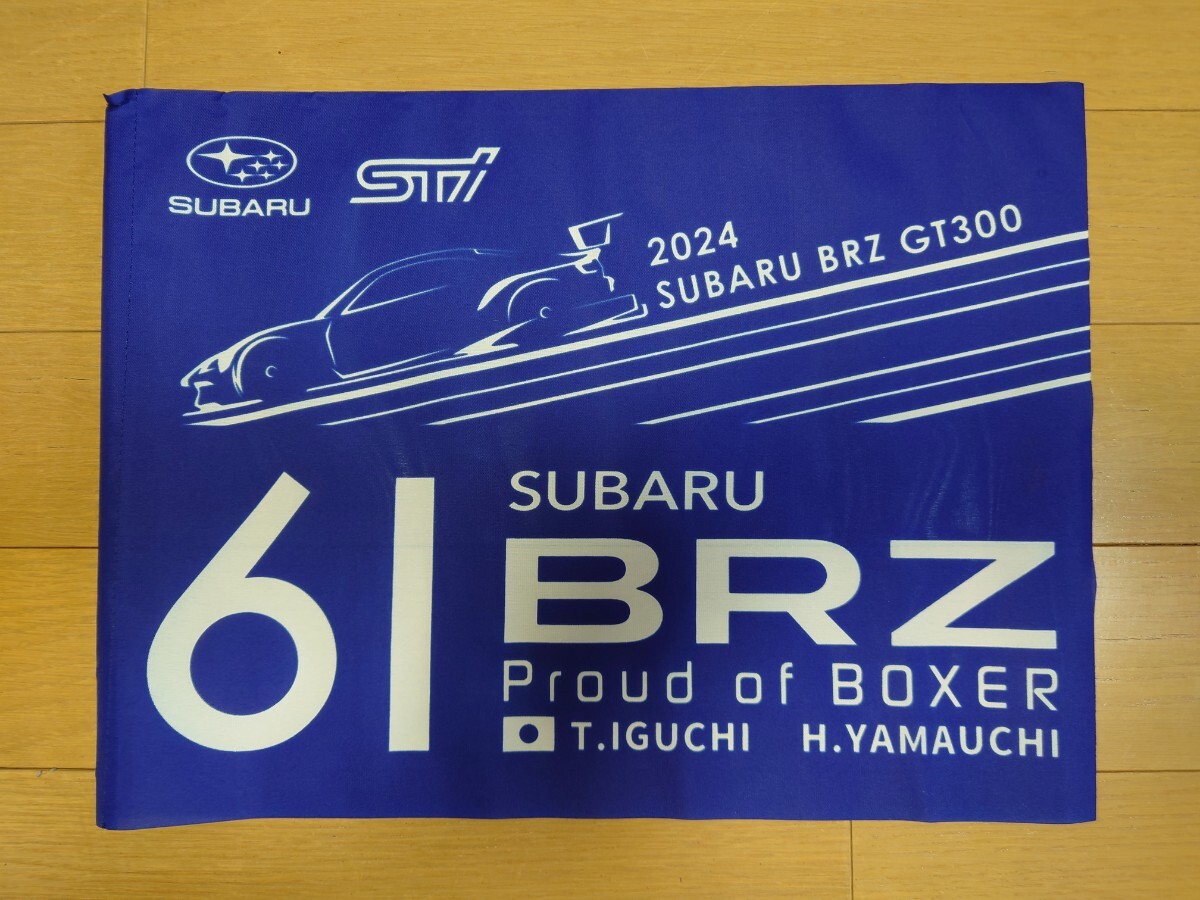 SUBARU STI
2024
SUBARU BRZ GT300
61
SUBARU
BRZ
Proud of BOXER
T.IGUCHI H.YAMAUCHI